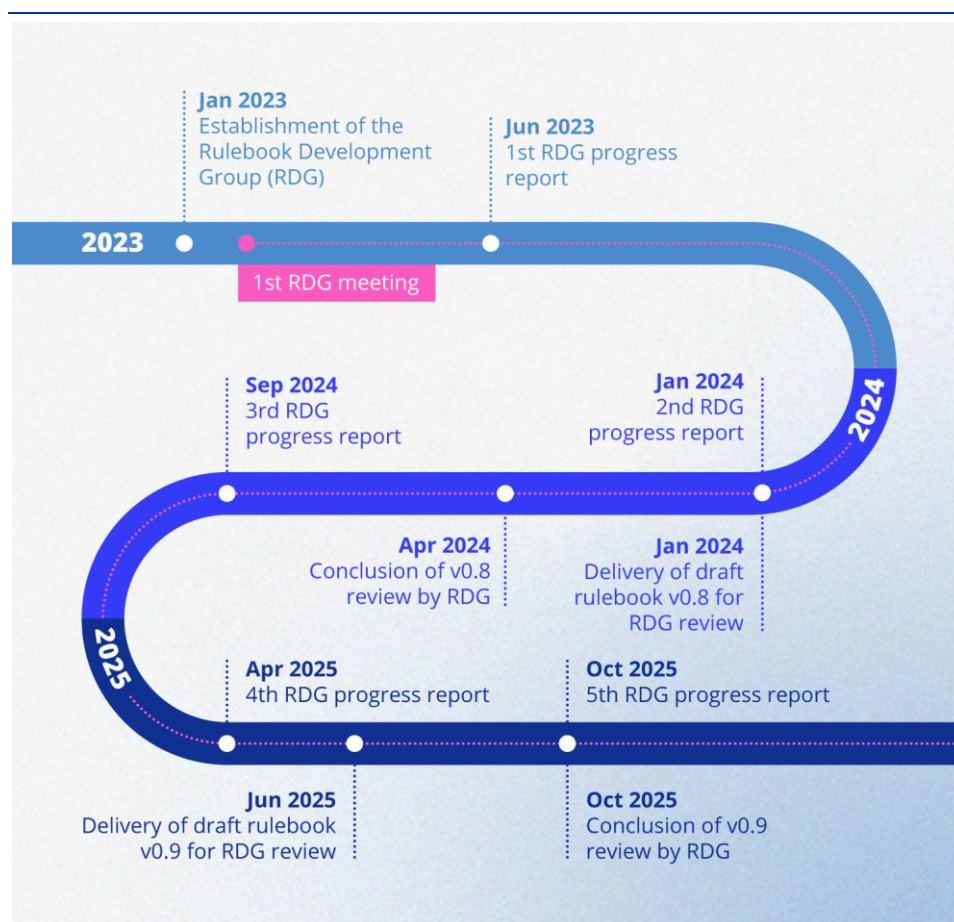 Jan 2023
Establishment of the
Rulebook Development
Group (RDG)
Jun 2023
1st RDG progress
report
2023
1st RDG meeting
2024
Jan 2024
2nd RDG
progress report
Jan 2024
Delivery of draft
rulebook v0.8 for
RDG review
Apr 2024
Conclusion of v0.8
review by RDG
Sep 2024
3rd RDG
progress report
2025
Apr 2025
4th RDG progress report
Jun 2025
Delivery of draft rulebook
v0.9 for RDG review
Oct 2025
5th RDG progress report
Oct 2025
Conclusion of v0.9
review by RDG